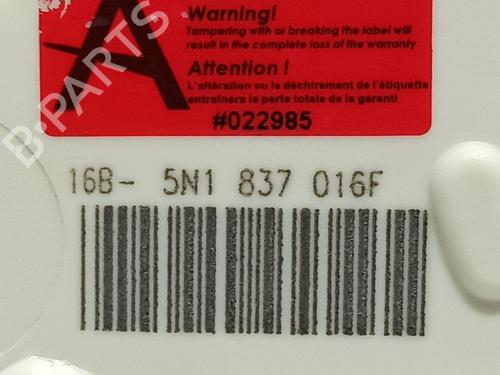 A
Warning!
Tampering with or breaking the label will
result in the complete loss of the warranty
Attention !
L'altération ou le déchirement de l'étiquette
entraînera la perte totale de la garanti
#022985
B-PARTS
16B- 5N1 837 016F